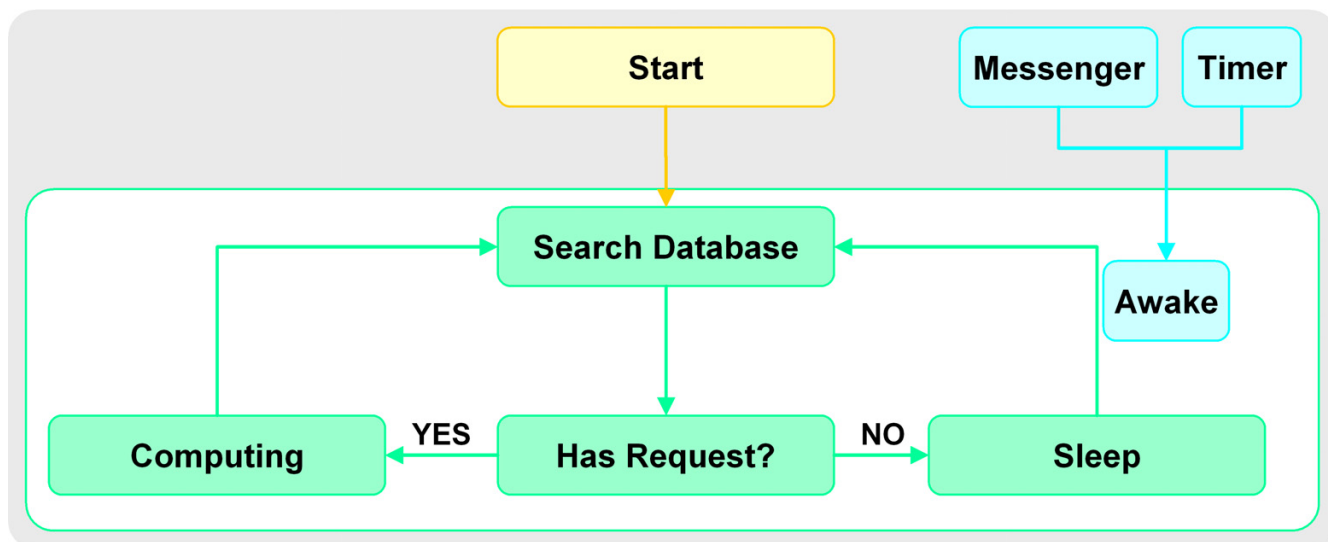 Start
Messenger
Timer
Search Database
Awake
YES
NO
Computing
Has Request?
Sleep